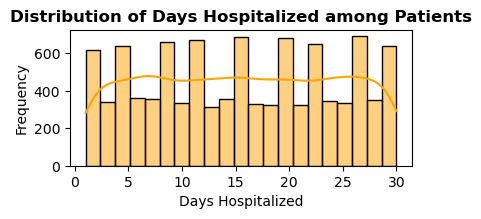 Distribution of Days Hospitalized among Patients
Frequency
600
400
200
0
0 5 10 15 20 25 30
Days Hospitalized